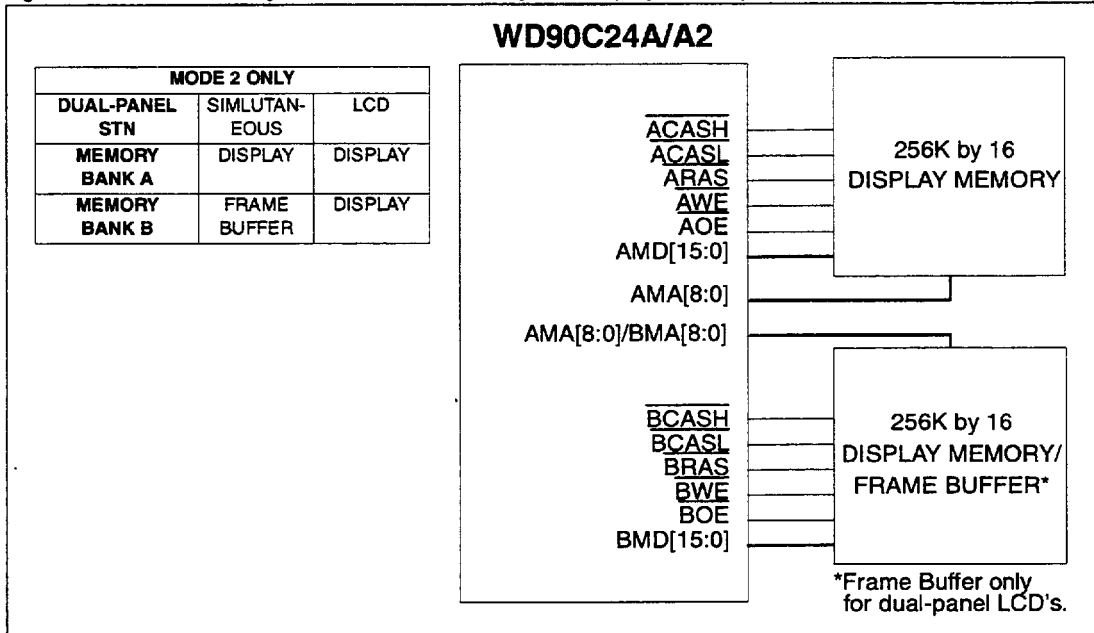 WD90C24A/A2
MODE 2 ONLY
DUAL-PANEL STN SIMLUTAN-EOUS LCD
MEMORY BANK A DISPLAY DISPLAY
MEMORY BANK B FRAME BUFFER DISPLAY
ACASH
ACASL
ARAS
AWE
AOE
AMD[15:0]
AMA[8:0]
AMA[8:0]/BMA[8:0]
BCASH
BCASL
BRAS
BWE
BOE
BMD[15:0]
256K by 16
DISPLAY MEMORY
256K by 16
DISPLAY MEMORY/
FRAME BUFFER*
*Frame Buffer only
for dual-panel LCD's.